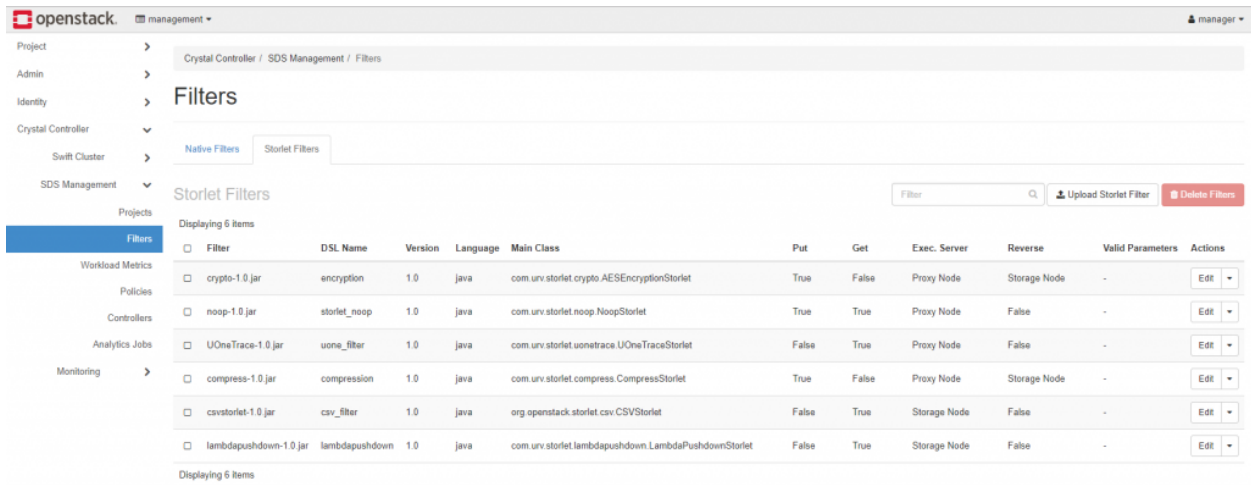 openstack. management manager
Project
Admin
Identity
Crystal Controller
Swift Cluster
SDS Management
Projects
Filters
Workload Metrics
Policies
Controllers
Analytics Jobs
Monitoring
Crystal Controller / SDS Management / Filters
Filters
Native Filters Storlet Filters
Storlet Filters Filter Upload Storlet Filter Delete Filters
Displaying 6 items
Filter DSL Name Version Language Main Class Put Get Exec. Server Reverse Valid Parameters Actions
crypto-1.0.jar encryption 1.0 java com.urv.storlet.crypto.AESEncryptionStorlet True False Proxy Node Storage Node - Edit
noop-1.0.jar storlet_noop 1.0 java com.urv.storlet.noop.NoopStorlet True True Proxy Node False - Edit
UOneTrace-1.0.jar uone_filter 1.0 java com.urv.storlet.uonetrace.UOneTraceStorlet False True Proxy Node False - Edit
compress-1.0.jar compression 1.0 java com.urv.storlet.compress.CompressStorlet True False Proxy Node Storage Node - Edit
csvstorlet-1.0.jar csv_filter 1.0 java org.openstack.storlet.csv.CSVStorlet False True Storage Node False - Edit
lambdapushdown-1.0.jar lambdapushdown 1.0 java com.urv.storlet.lambdapushdown.LambdaPushdownStorlet False True Storage Node False - Edit
Displaying 6 items